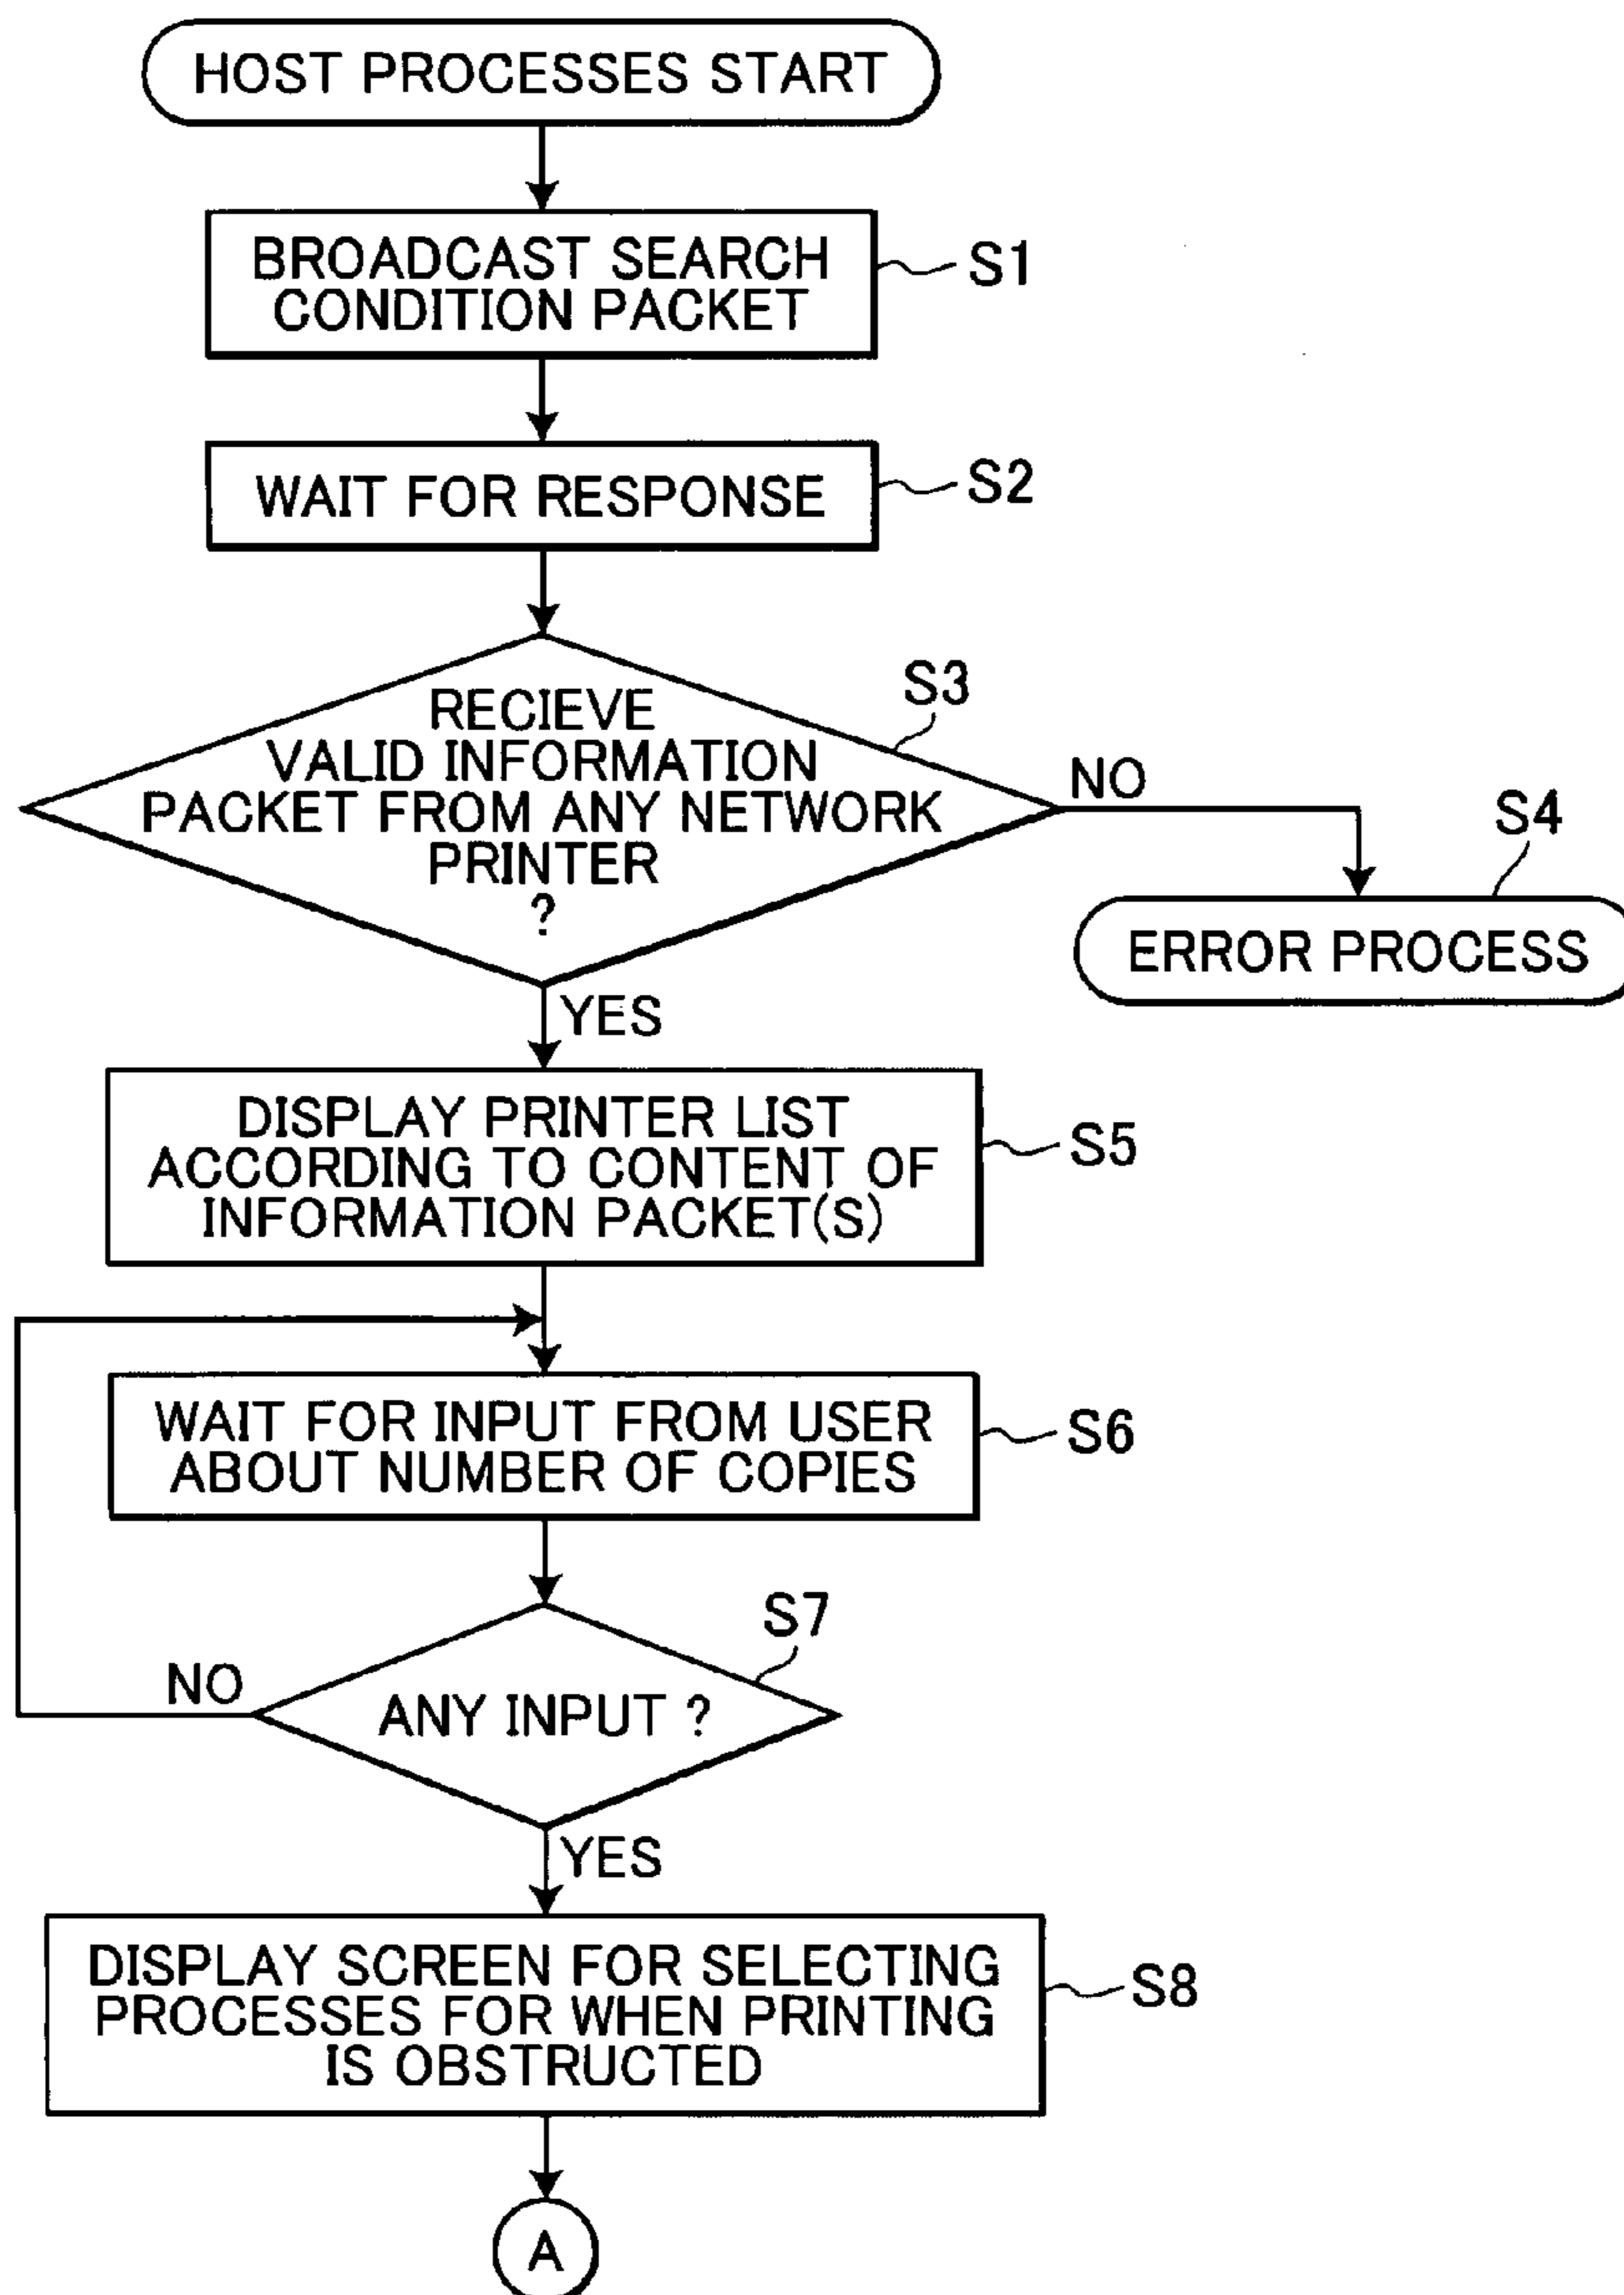 HOST PROCESSES START
BROADCAST SEARCH
CONDITION PACKET
S1
WAIT FOR RESPONSE
S2
S3
RECIEVE
VALID INFORMATION
PACKET FROM ANY NETWORK
PRINTER
?
NO
S4
ERROR PROCESS
YES
DISPLAY PRINTER LIST
ACCORDING TO CONTENT OF
INFORMATION PACKET(S)
S5
WAIT FOR INPUT FROM USER
ABOUT NUMBER OF COPIES
S6
S7
NO
ANY INPUT ?
YES
DISPLAY SCREEN FOR SELECTING
PROCESSES FOR WHEN PRINTING
IS OBSTRUCTED
S8
A